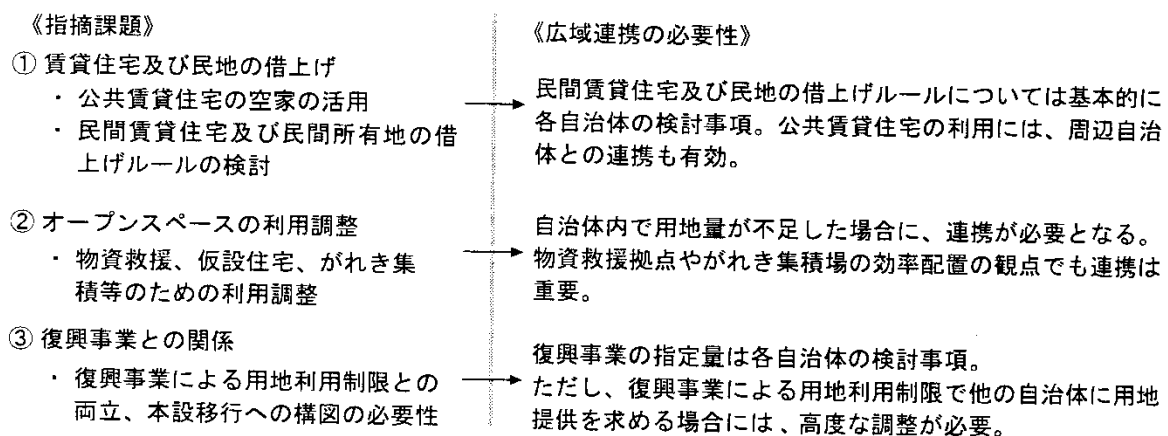 《指摘課題》
① 賃貸住宅及び民地の借上げ
・ 公共賃貸住宅の空家の活用
・ 民間賃貸住宅及び民間所有地の借
上げルールの検討
② オープンスペースの利用調整
・ 物資救援、仮設住宅、がれき集
積等のための利用調整
③ 復興事業との関係
・ 復興事業による用地利用制限との
両立、本設移行への構図の必要性
《広域連携の必要性》
民間賃貸住宅及び民地の借上げルールについては基本的に
各自治体の検討事項。公共賃貸住宅の利用には、周辺自治
体との連携も有効。
自治体内で用地量が不足した場合に、連携が必要となる。
物資救援拠点やがれき集積場の効率配置の観点でも連携は
重要。
復興事業の指定量は各自治体の検討事項。
ただし、復興事業による用地利用制限で他の自治体に用地
提供を求める場合には、高度な調整が必要。